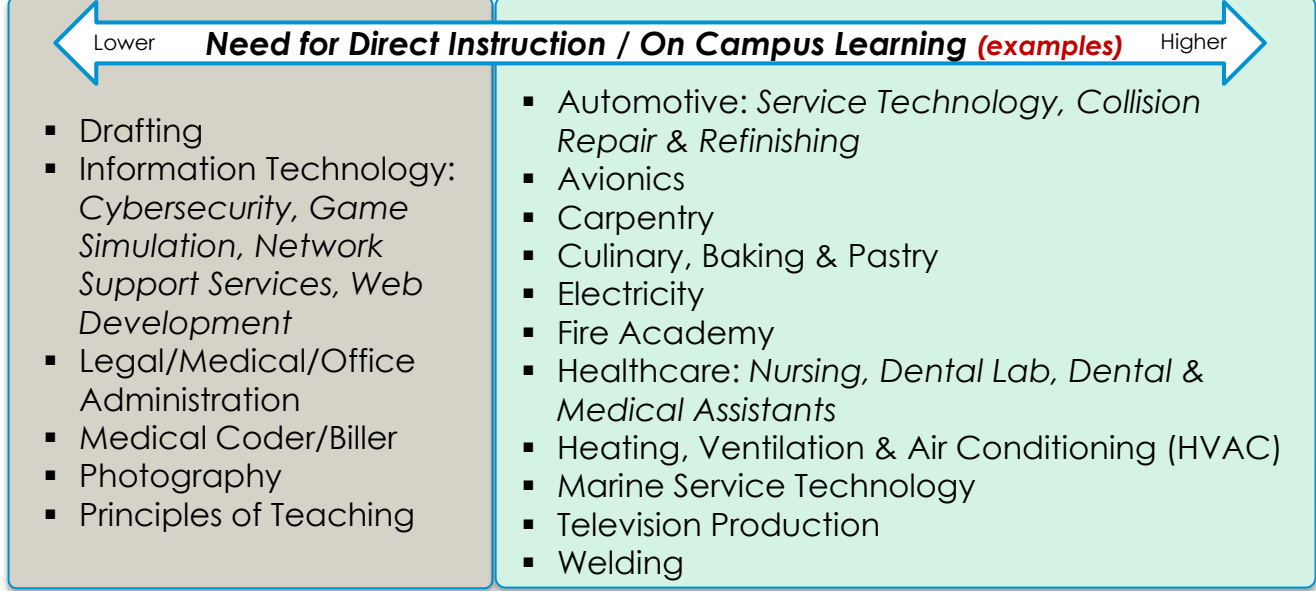 Lower Need for Direct Instruction / On Campus Learning (examples) Higher
▪ Drafting
▪ Information Technology:
Cybersecurity, Game
Simulation, Network
Support Services, Web
Development
▪ Legal/Medical/Office
Administration
▪ Medical Coder/Biller
▪ Photography
▪ Principles of Teaching
▪ Automotive: Service Technology, Collision
Repair & Refinishing
▪ Avionics
▪ Carpentry
▪ Culinary, Baking & Pastry
▪ Electricity
▪ Fire Academy
▪ Healthcare: Nursing, Dental Lab, Dental &
Medical Assistants
▪ Heating, Ventilation & Air Conditioning (HVAC)
▪ Marine Service Technology
▪ Television Production
▪ Welding